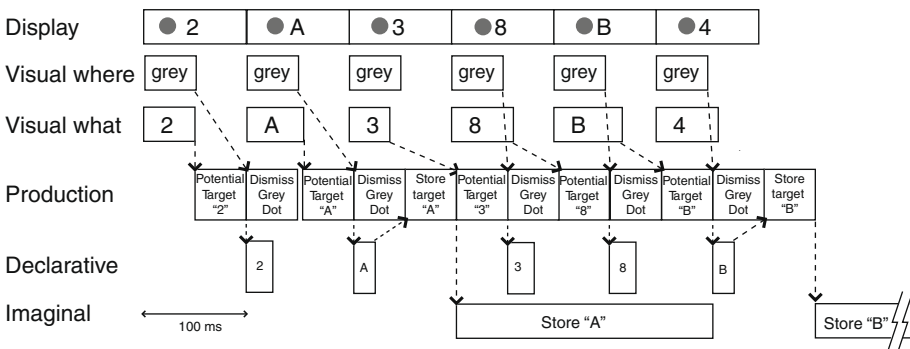 Display
2
A
3
8
B
4
Visual where
grey
grey
grey
grey
grey
grey
Visual what
2
A
3
8
B
4
Production
Potential
Target
“2”
Dismiss
Grey
Dot
Potential
Target
“A”
Dismiss
Grey
Dot
Store
target
“A”
Potential
Target
“3”
Dismiss
Grey
Dot
Potential
Target
“8”
Dismiss
Grey
Dot
Potential
Target
“B”
Dismiss
Grey
Dot
Store
target
“B”
Declarative
2
A
3
8
B
Imaginal
100 ms
Store “A”
Store “B”